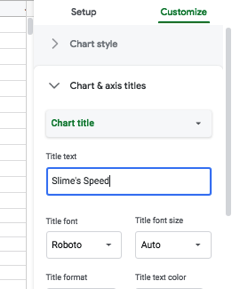 Setup Customize
Chart style
Chart & axis titles
Chart title
Title text
Slime's Speed
Title font Title font size
Roboto Auto
Title format Title text color